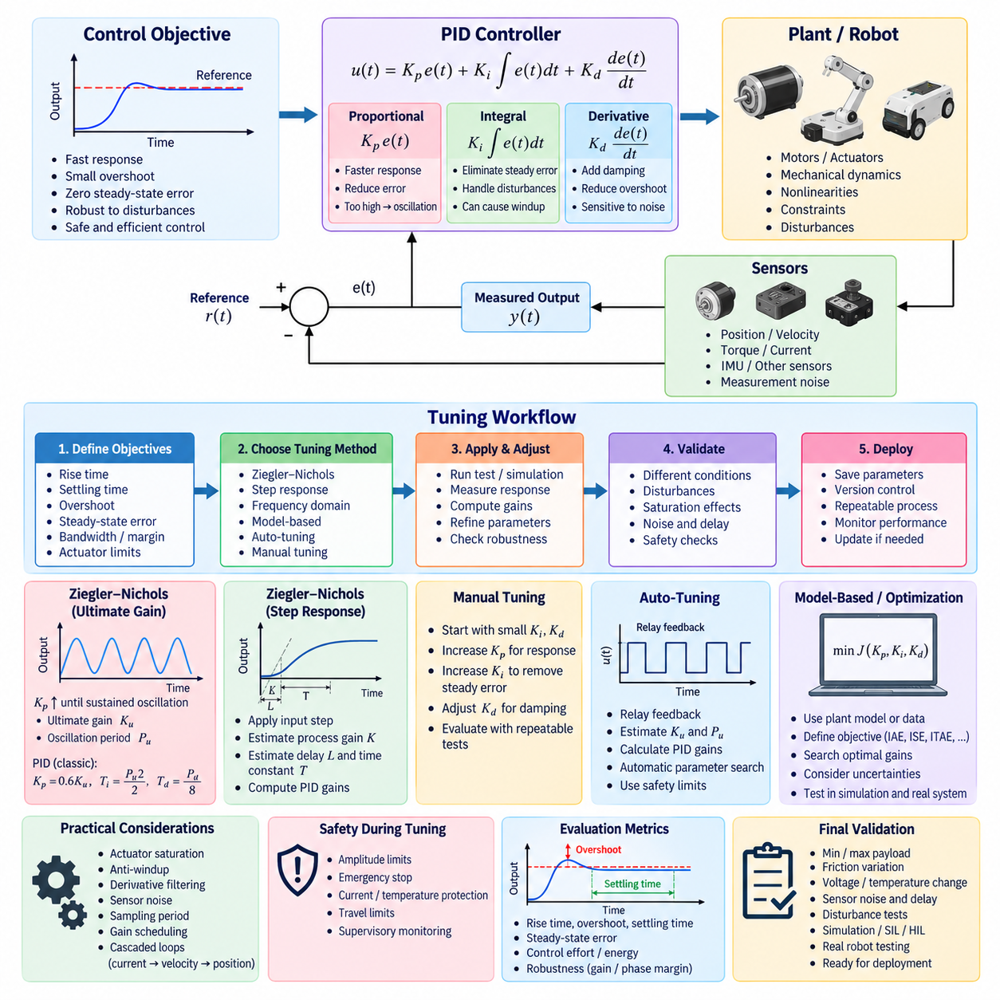 Control Objective
Output
Reference
Time
• Fast response
• Small overshoot
• Zero steady-state error
• Robust to disturbances
• Safe and efficient control
PID Controller
u(t) = K_p e(t) + K_i ∫ e(t)dt + K_d de(t)/dt
Proportional
K_p e(t)
• Faster response
• Reduce error
• Too high → oscillation
Integral
K_i ∫ e(t)dt
• Eliminate steady error
• Handle disturbances
• Can cause windup
Derivative
K_d de(t)/dt
• Add damping
• Reduce overshoot
• Sensitive to noise
Plant / Robot
• Motors / Actuators
• Mechanical dynamics
• Nonlinearities
• Constraints
• Disturbances
Reference
r(t)
+
−
e(t)
Measured Output
y(t)
Sensors
• Position / Velocity
• Torque / Current
• IMU / Other sensors
• Measurement noise
Tuning Workflow
1. Define Objectives
• Rise time
• Settling time
• Overshoot
• Steady-state error
• Bandwidth / margin
• Actuator limits
2. Choose Tuning Method
• Ziegler–Nichols
• Step response
• Frequency domain
• Model-based
• Auto-tuning
• Manual tuning
3. Apply & Adjust
• Run test / simulation
• Measure response
• Compute gains
• Refine parameters
• Check robustness
4. Validate
• Different conditions
• Disturbances
• Saturation effects
• Noise and delay
• Safety checks
5. Deploy
• Save parameters
• Version control
• Repeatable process
• Monitor performance
• Update if needed
Ziegler–Nichols
(Ultimate Gain)
Output
Time
K_p ↑ until sustained oscillation
• Ultimate gain K_u
• Oscillation period P_u
PID (classic):
K_p = 0.6K_u, T_i = P_u 2/2, T_d = P_u/8
Ziegler–Nichols
(Step Response)
Output
K
T
L
Time
• Apply input step
• Estimate process gain K
• Estimate delay L and time
constant T
• Compute PID gains
Manual Tuning
• Start with small K_i, K_d
• Increase K_p for response
• Increase K_i to remove
steady error
• Adjust K_d for damping
• Evaluate with repeatable
tests
Auto-Tuning
Relay feedback
u(t)
Time
• Relay feedback
• Estimate K_u and P_u
• Calculate PID gains
• Automatic parameter search
• Use safety limits
Model-Based / Optimization
min J(K_p, K_i, K_d)
• Use plant model or data
• Define objective (IAE, ISE, ITAE, ...)
• Search optimal gains
• Consider uncertainties
• Test in simulation and real system
Practical Considerations
• Actuator saturation
• Anti-windup
• Derivative filtering
• Sensor noise
• Sampling period
• Gain scheduling
• Cascaded loops
(current → velocity → position)
Safety During Tuning
• Amplitude limits
• Emergency stop
• Current / temperature protection
• Travel limits
• Supervisory monitoring
Evaluation Metrics
Output
Overshoot
Settling time
Time
• Rise time, overshoot, settling time
• Steady-state error
• Control effort / energy
• Robustness (gain / phase margin)
Final Validation
• Min / max payload
• Friction variation
• Voltage / temperature change
• Sensor noise and delay
• Disturbance tests
• Simulation / SIL / HIL
• Real robot testing
• Ready for deployment